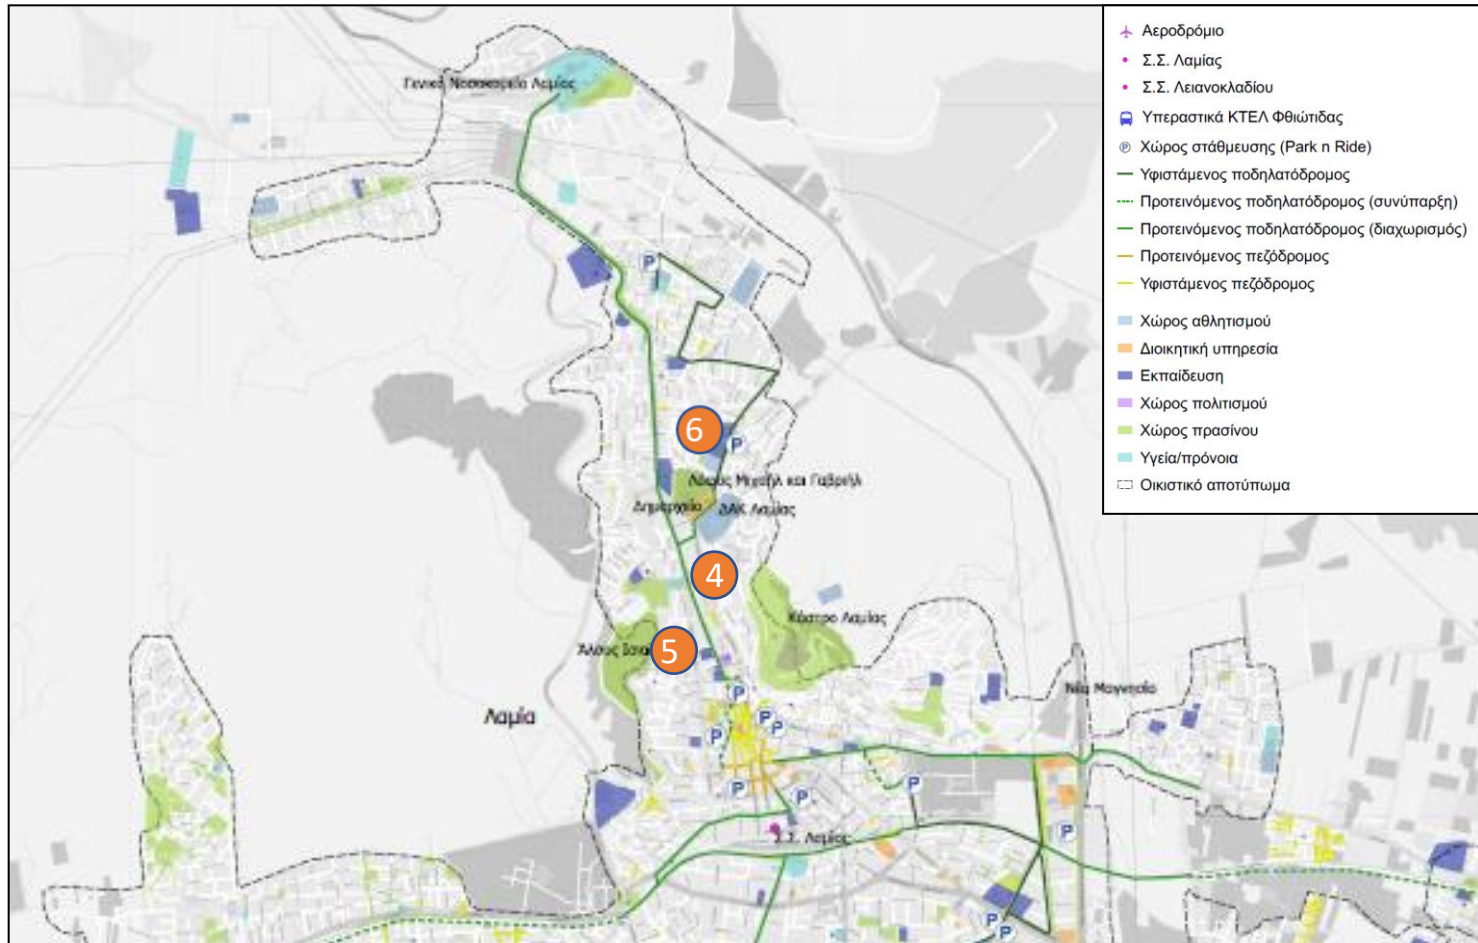 Αεροδρόμιο
Σ.Σ. Λαμίας
Σ.Σ. Λειανοκλαδίου
Υπεραστικά ΚΤΕΛ Φθιώτιδας
P Χώρος στάθμευσης (Park n Ride)
Υφιστάμενος ποδηλατόδρομος
Προτεινόμενος ποδηλατόδρομος (συνύπαρξη)
Προτεινόμενος ποδηλατόδρομος (διαχωρισμός)
Προτεινόμενος πεζόδρομος
Υφιστάμενος πεζόδρομος
Χώρος αθλητισμού
Διοικητική υπηρεσία
Εκπαίδευση
Χώρος πολιτισμού
Χώρος πρασίνου
Υγεία/πρόνοια
Οικιστικό αποτύπωμα
Γενικό Νοσοκομείο Λαμίας
P
6
P
Λόφος Μιχαήλ και Γαβριήλ
Δημαρχείο
ΔΑΚ Λαμίας
4
Κάστρο Λαμίας
5
Άλσους
Νέα Μαγνησία
Λαμία
P
P
P
P
P
P
P
P
Σ.Σ. Λαμίας
P
P